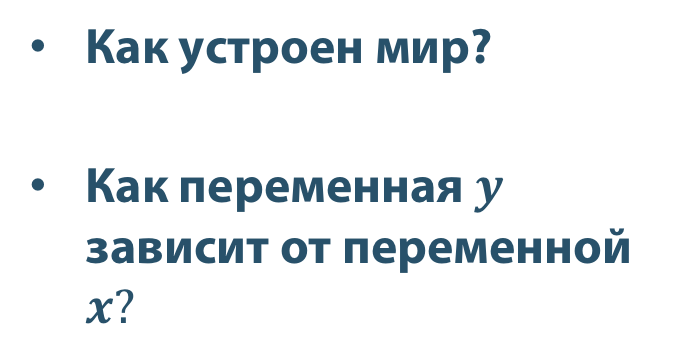 • Как устроен мир?
• Как переменная y
зависит от переменной
x?